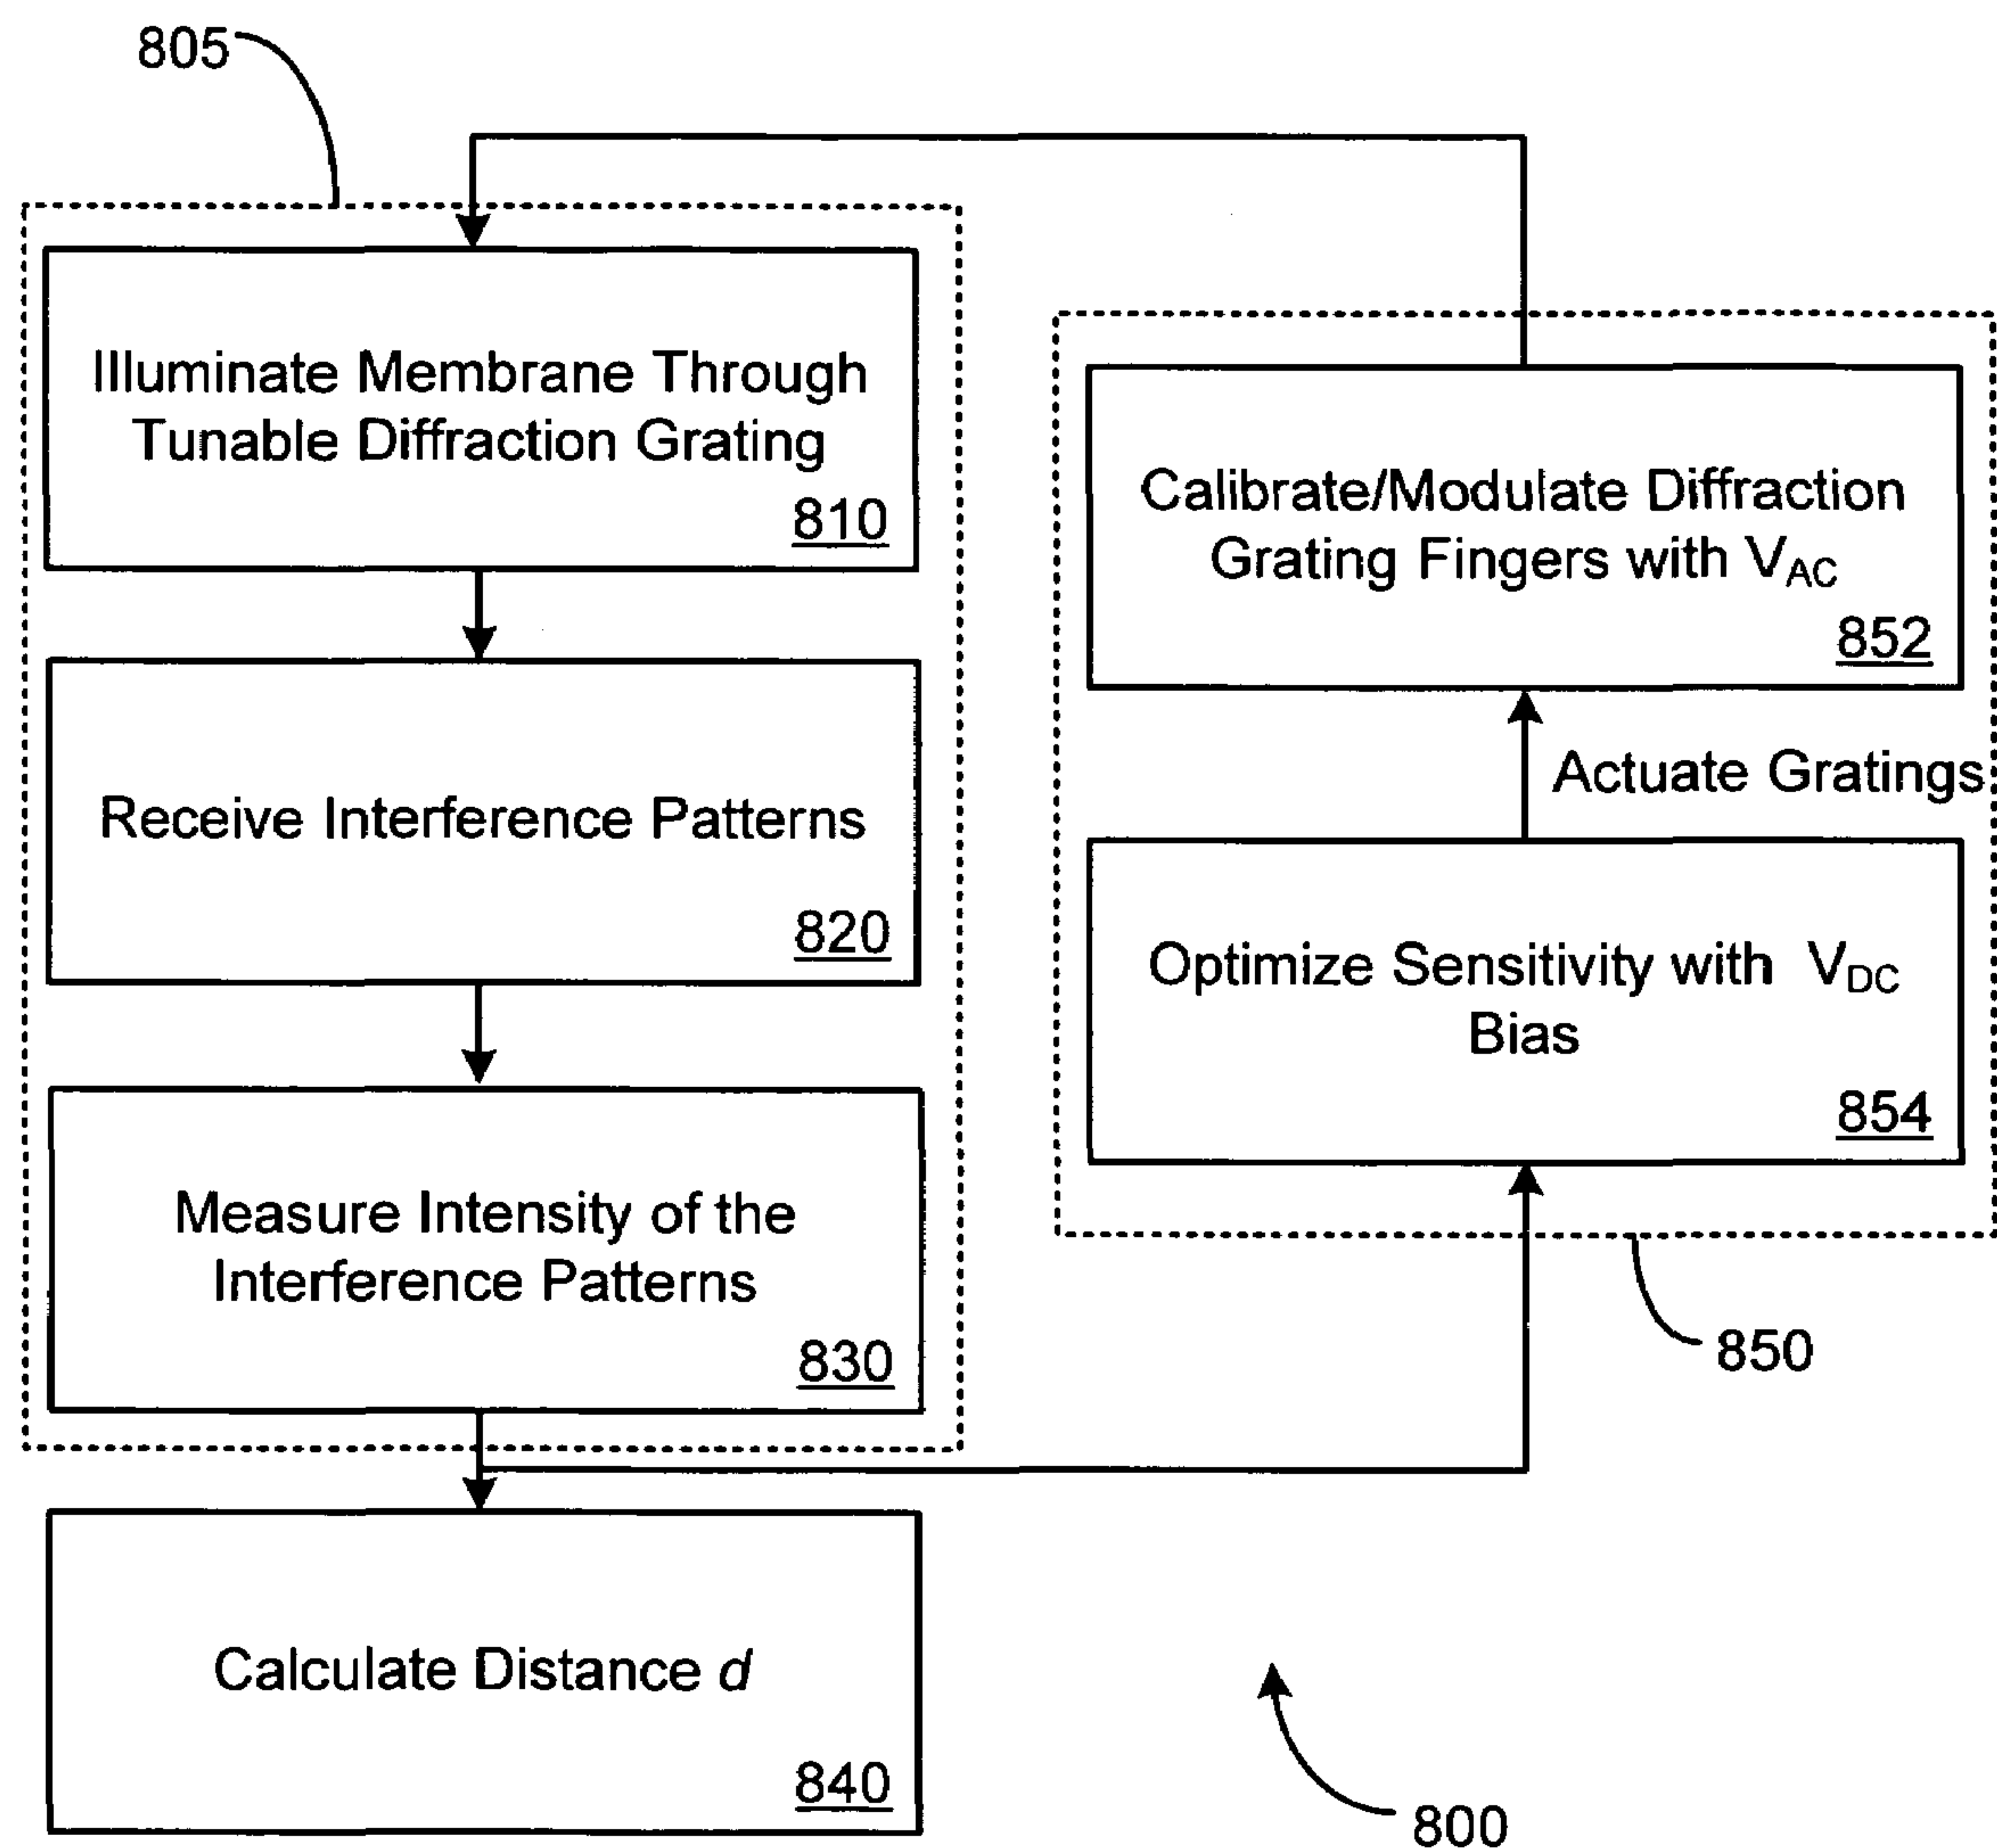 805
Illuminate Membrane Through
Tunable Diffraction Grating
810
Receive Interference Patterns
820
Measure Intensity of the
Interference Patterns
830
Calculate Distance d
840
Calibrate/Modulate Diffraction
Grating Fingers with VAC
852
Actuate Gratings
Optimize Sensitivity with VDC
Bias
854
850
800